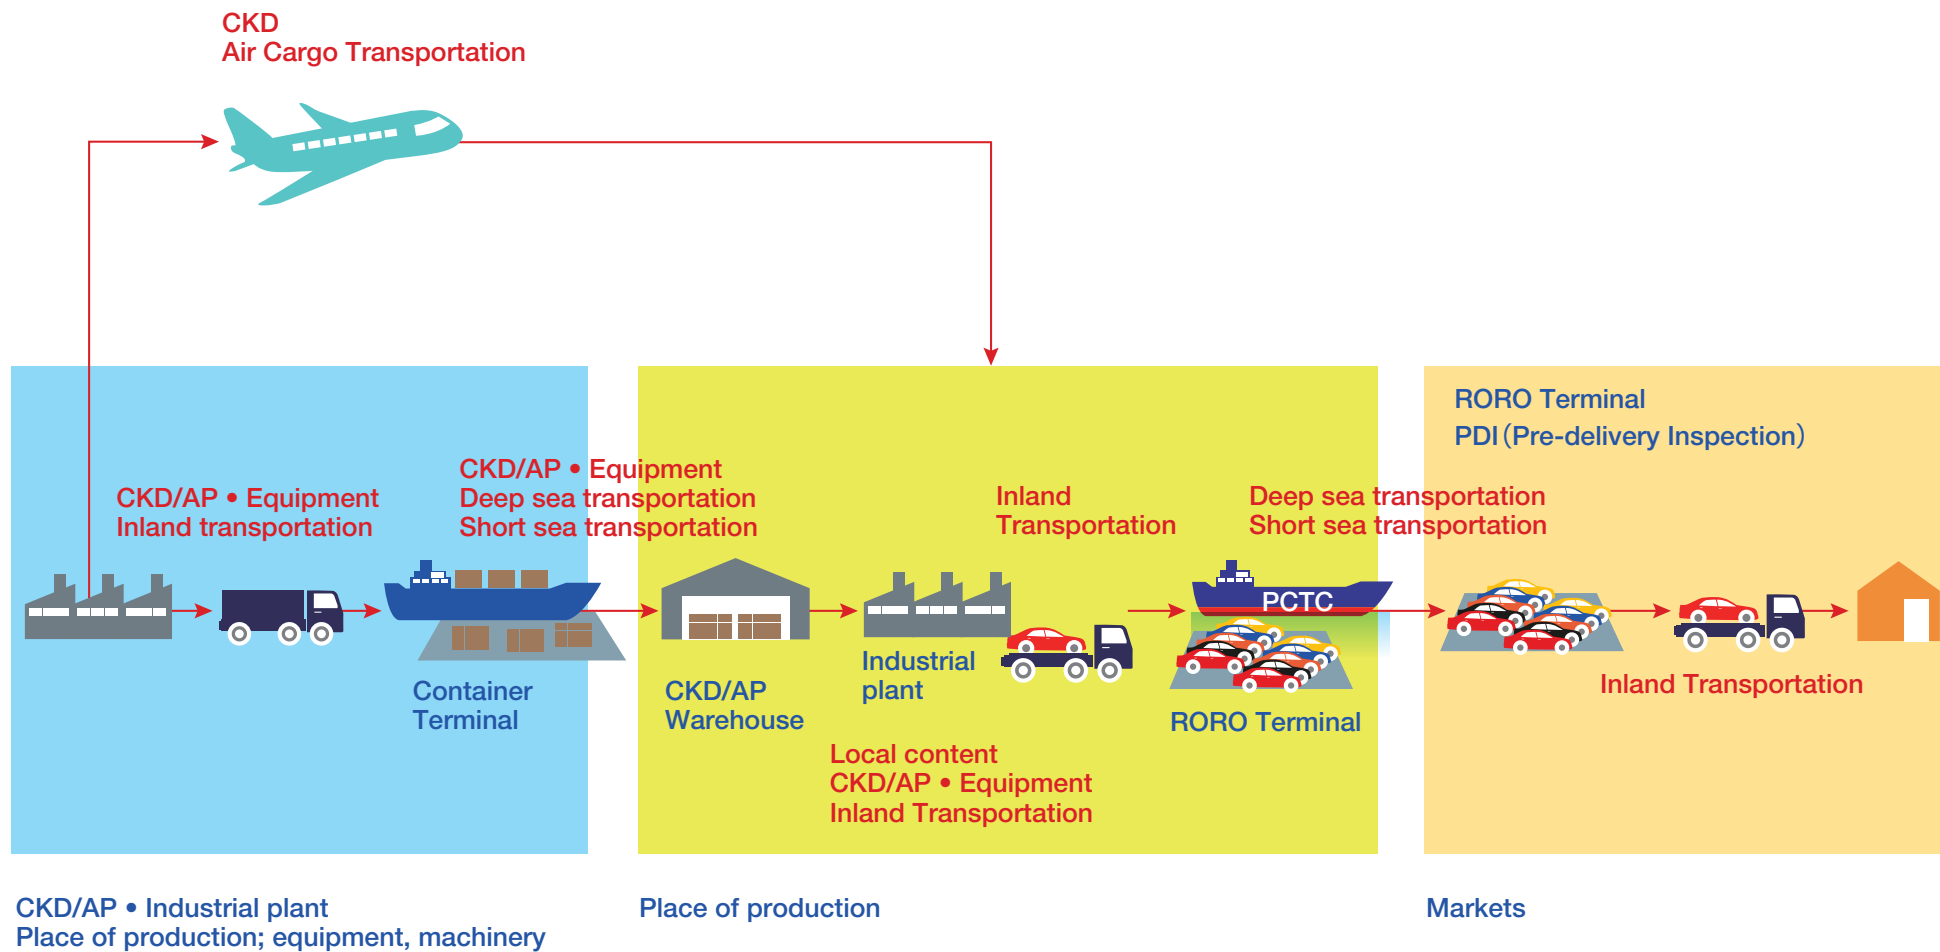 CKD
Air Cargo Transportation
CKD/AP • Equipment
Inland transportation
CKD/AP • Equipment
Deep sea transportation
Short sea transportation
Container
Terminal
CKD/AP • Industrial plant
Place of production; equipment, machinery
CKD/AP
Warehouse
Industrial
plant
Local content
CKD/AP • Equipment
Inland Transportation
Inland
Transportation
Deep sea transportation
Short sea transportation
PCTC
RORO Terminal
Place of production
RORO Terminal
PDI(Pre-delivery Inspection)
Inland Transportation
Markets